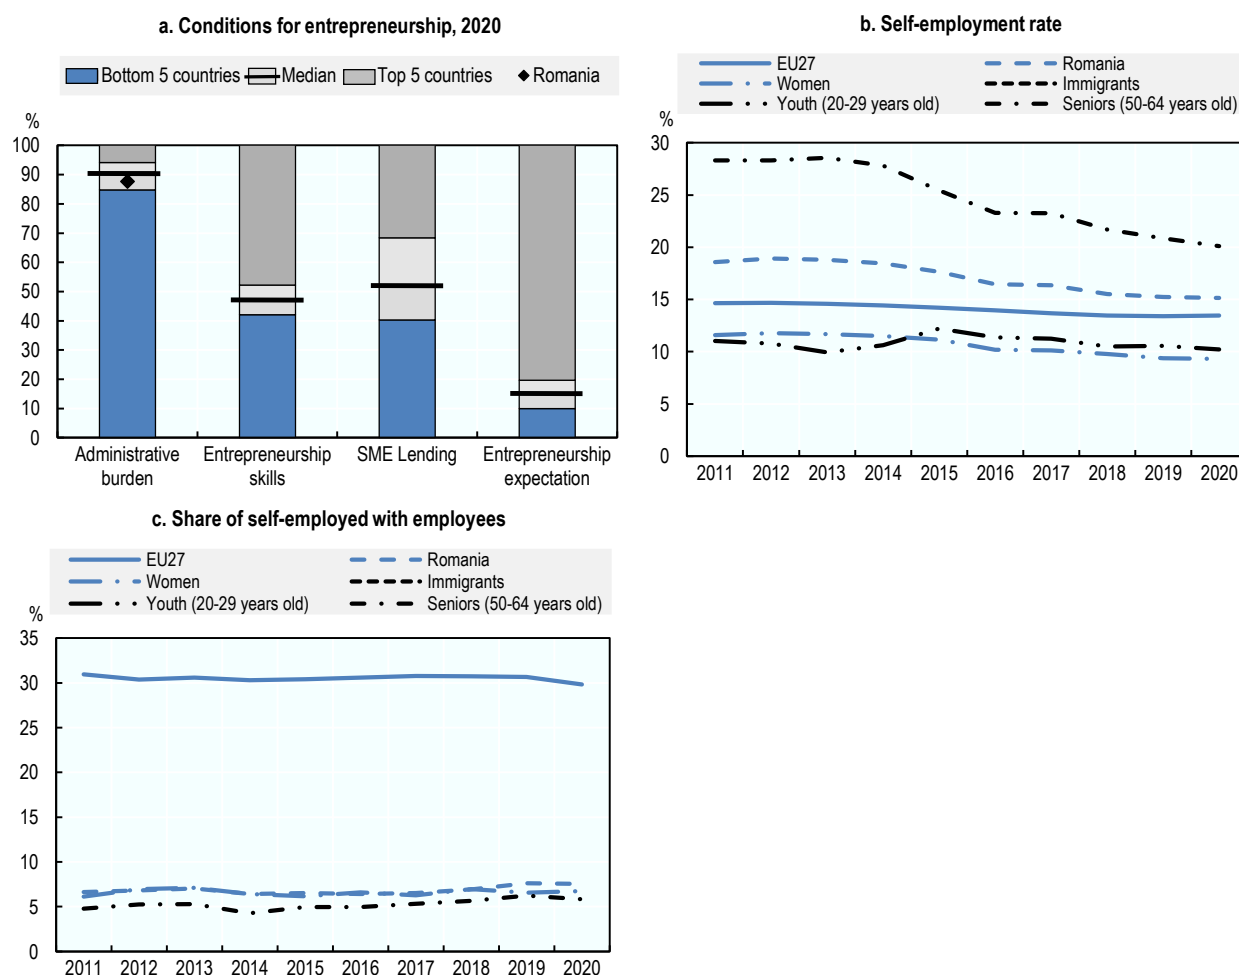 a. Conditions for entrepreneurship, 2020
Bottom 5 countries Median Top 5 countries Romania
%
100
90
80
70
60
50
40
30
20
10
0
Administrative burden
Entrepreneurship skills
SME Lending
Entrepreneurship expectation
b. Self-employment rate
EU27 Romania
Women Immigrants
Youth (20-29 years old) Seniors (50-64 years old)
%
30
25
20
15
10
5
0
2011 2012 2013 2014 2015 2016 2017 2018 2019 2020
c. Share of self-employed with employees
EU27 Romania
Women Immigrants
Youth (20-29 years old) Seniors (50-64 years old)
%
35
30
25
20
15
10
5
0
2011 2012 2013 2014 2015 2016 2017 2018 2019 2020